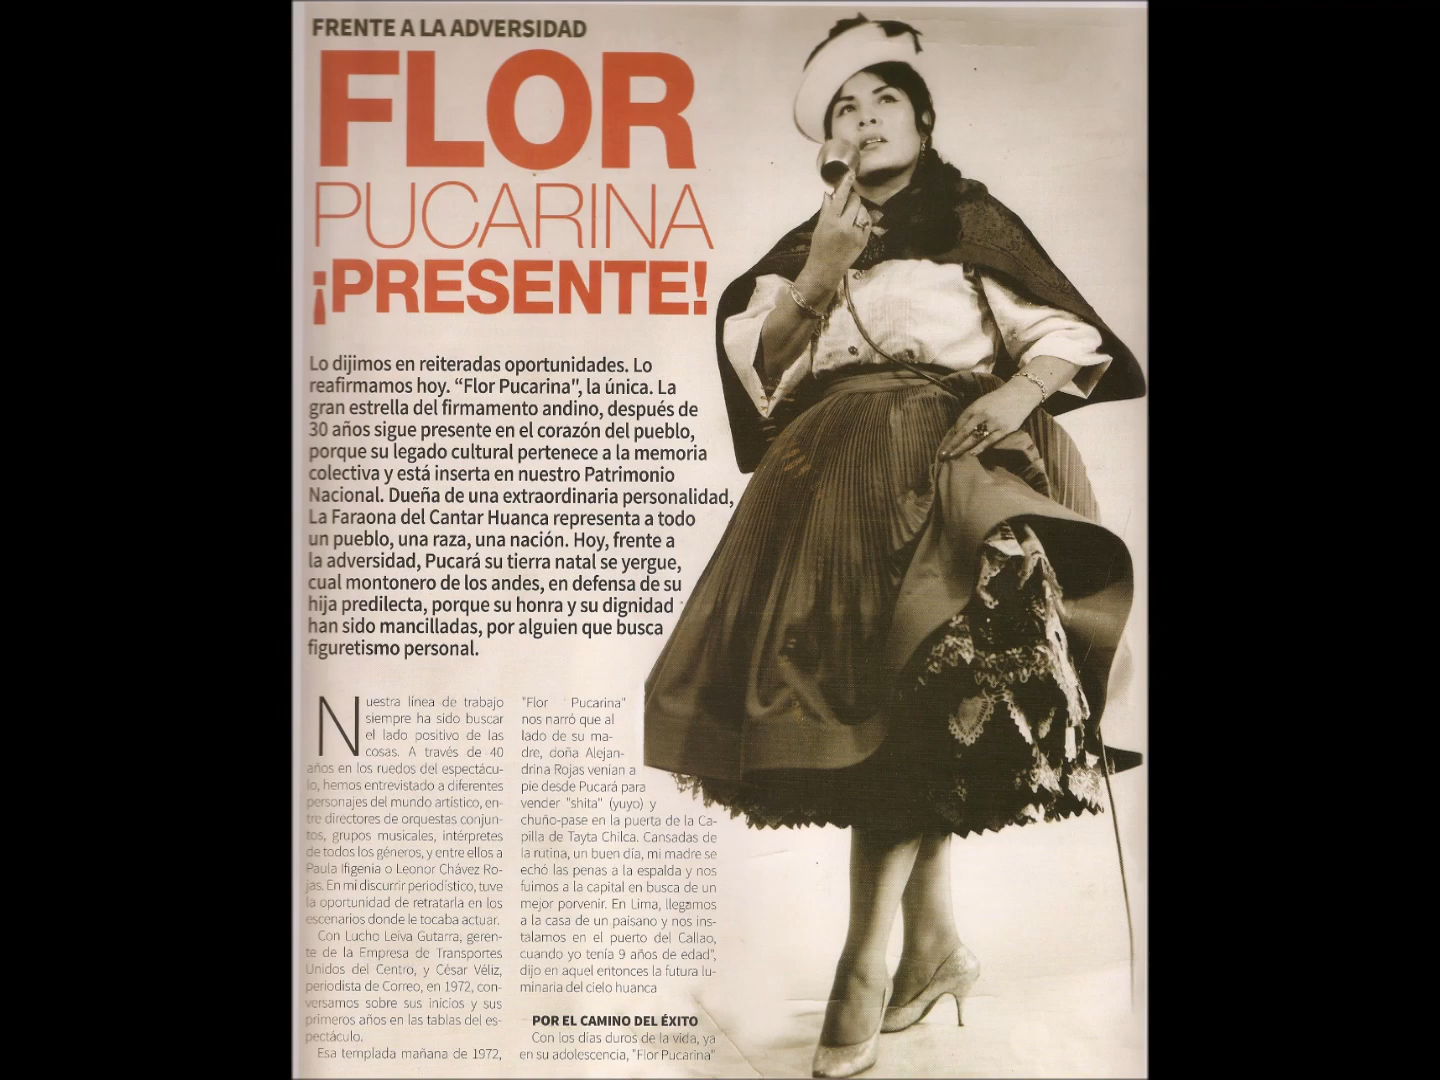 FRENTE A LA ADVERSIDAD
FLOR
PUCARINA
¡PRESENTE!
Lo dijimos en reiteradas oportunidades. Lo
reafirmamos hoy. “Flor Pucarina", la única. La
gran estrella del firmamento andino, después de
30 años sigue presente en el corazón del pueblo,
porque su legado cultural pertenece a la memoria
colectiva y está inserta en nuestro Patrimonio
Nacional. Dueña de una extraordinaria personalidad,
La Faraona del Cantar Huanca representa a todo
un pueblo, una raza, una nación. Hoy, frente a
la adversidad, Pucará su tierra natal se yergue,
cual montonero de los andes, en defensa de su
hija predilecta, porque su honra y su dignidad
han sido mancilladas, por alguien que busca
figuretismo personal.
Nuestra línea de trabajo
siempre ha sido buscar
el lado positivo de las
cosas. A través de 40
años en los ruedos del espectácu-
lo, hemos entrevistado a diferentes
personajes del mundo artístico, en-
tre directores de orquestas conjun-
tos, grupos musicales, intérpretes
de todos los géneros, y entre ellos a
Paula Ifigenia o Leonor Chávez Ro-
jas. En mi discurrir periodístico, tuve
la oportunidad de retratarla en los
escenarios donde le tocaba actuar.
Con Lucho Leiva Gutarra, geren-
te de la Empresa de Transportes
Unidos del Centro, y César Véliz,
periodista de Correo, en 1972, con-
versamos sobre sus inicios y sus
primeros años en las tablas del es-
pectáculo.
Esa templada mañana de 1972,
"Flor Pucarina"
nos narró que al
lado de su ma-
dre, doña Alejan-
drina Rojas venian a
pie desde Pucará para
vender "shita" (yuyo) y
chuño-pase en la puerta de la Ca-
pilla de Tayta Chilca. Cansadas de
la rutina, un buen día, mi madre se
echó las penas a la espalda y nos
fuimos a la capital en busca de un
mejor porvenir. En Lima, llegamos
a la casa de un paisano y nos ins-
talamos en el puerto del Callao,
cuando yo tenía 9 años de edad",
dijo en aquel entonces la futura lu-
minaria del cielo huanca
POR EL CAMINO DEL ÉXITO
Con los días duros de la vida, ya
en su adolescencia, "Flor Pucarina"